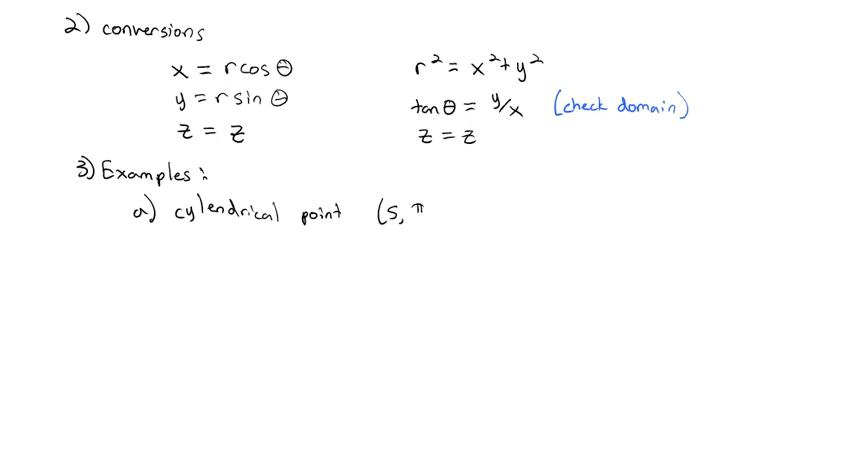 2) conversions
x = r cos θ    r² = x² + y²
y = r sin θ    tan θ = y/x (check domain)
z = z    z = z
3) Examples:
a) cylendrical point (5, π